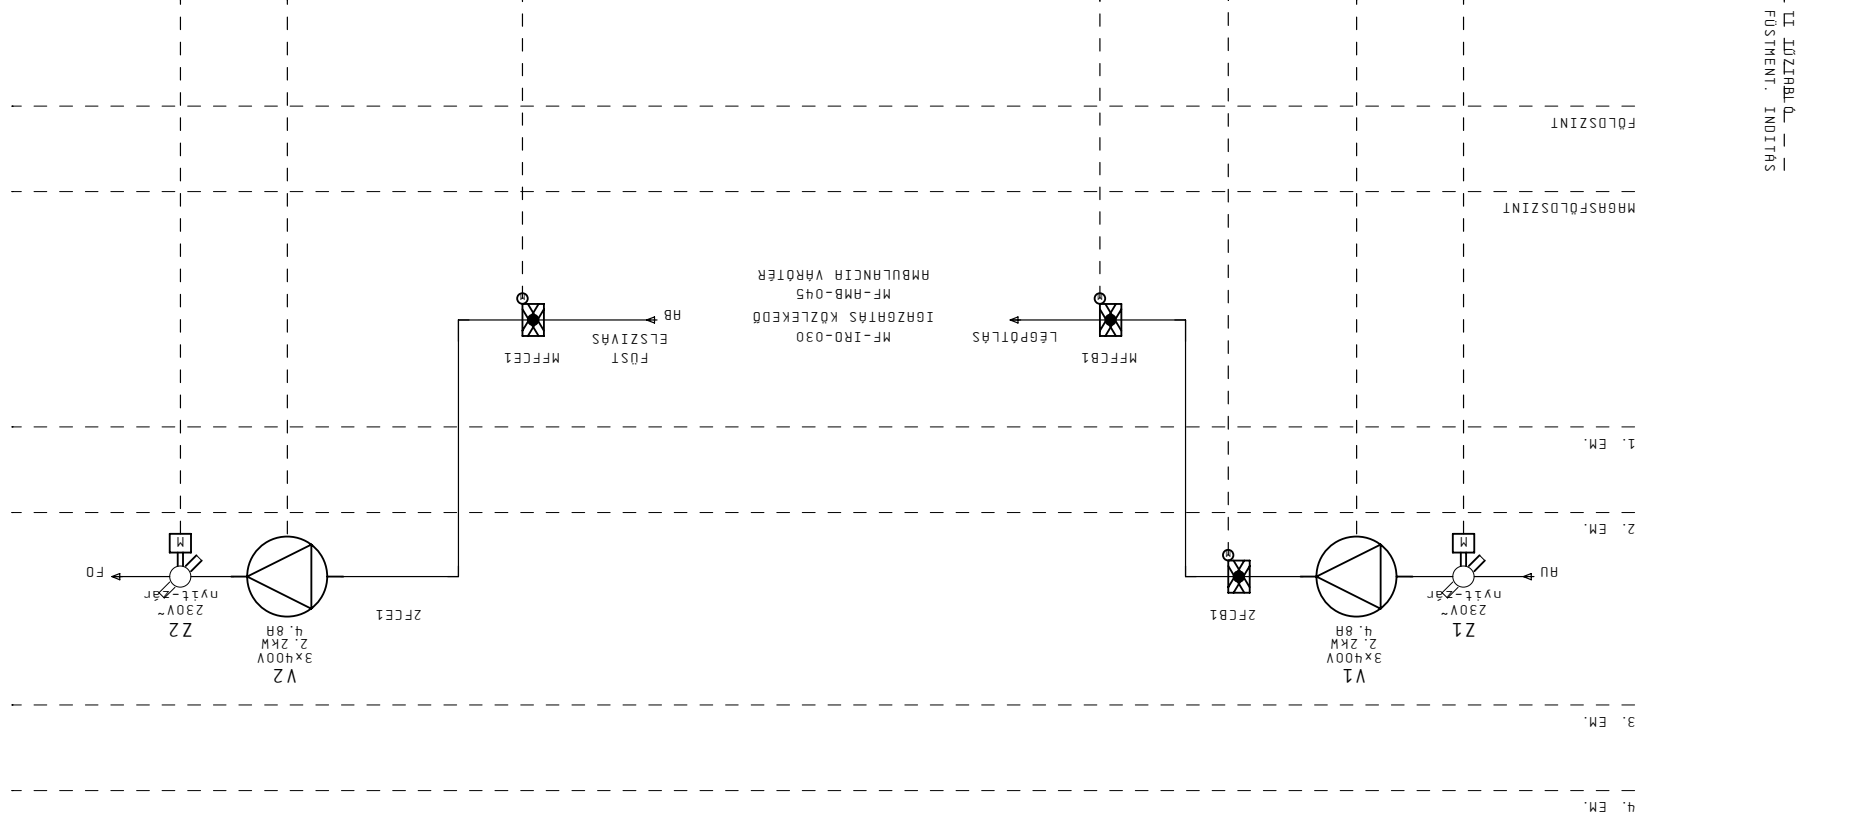 4. EM.
3. EM.
V1
3x400V
2.2kW
4.8A
V2
3x400V
2.2kW
4.8A
Z1
230V~
nyit-zár
2FCB1
2FCE1
Z2
230V~
nyit-zár
AU
FO
2. EM.
1. EM.
MFFCB1
LÉGPÓTLÁS
MF-IRO-030
IGAZGATÁS KÖZLEKEDŐ
MF-AMB-045
AMBULANCIA VÁRÓTÉR
FÜST
ELSZIVÁS
AB
MFFCE1
M
M
M
M
M
MAGASFÖLDSZINT
FÖLDSZINT
TŰZTABLÓ
FÜSTMENT. INDITÁS